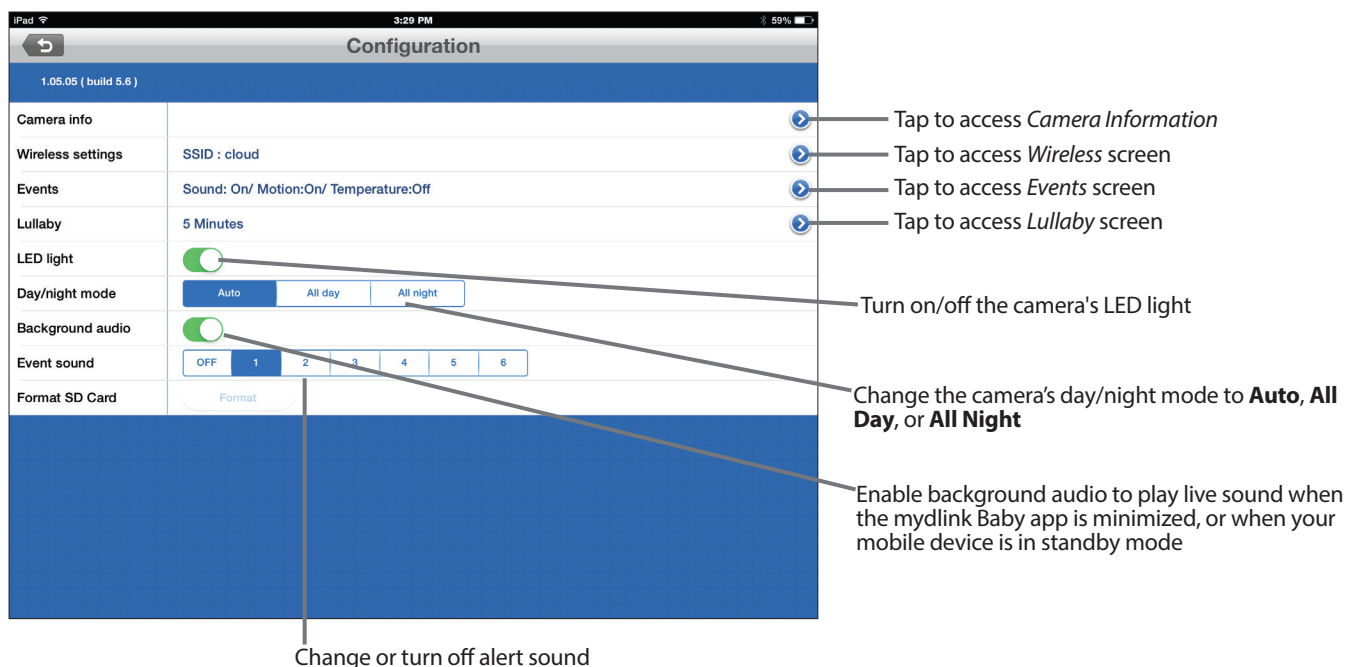 iPad 3:29 PM 59%
Configuration
1.05.05 ( build 5.6 )
Camera info
Tap to access Camera Information
Wireless settings SSID : cloud
Tap to access Wireless screen
Events Sound: On/ Motion:On/ Temperature:Off
Tap to access Events screen
Lullaby 5 Minutes
Tap to access Lullaby screen
LED light
Day/night mode Auto All day All night
Turn on/off the camera's LED light
Background audio
Event sound OFF 1 2 3 4 5 6
Format SD Card Format
Change the camera’s day/night mode to Auto, All
Day, or All Night
Enable background audio to play live sound when
the mydlink Baby app is minimized, or when your
mobile device is in standby mode
Change or turn off alert sound